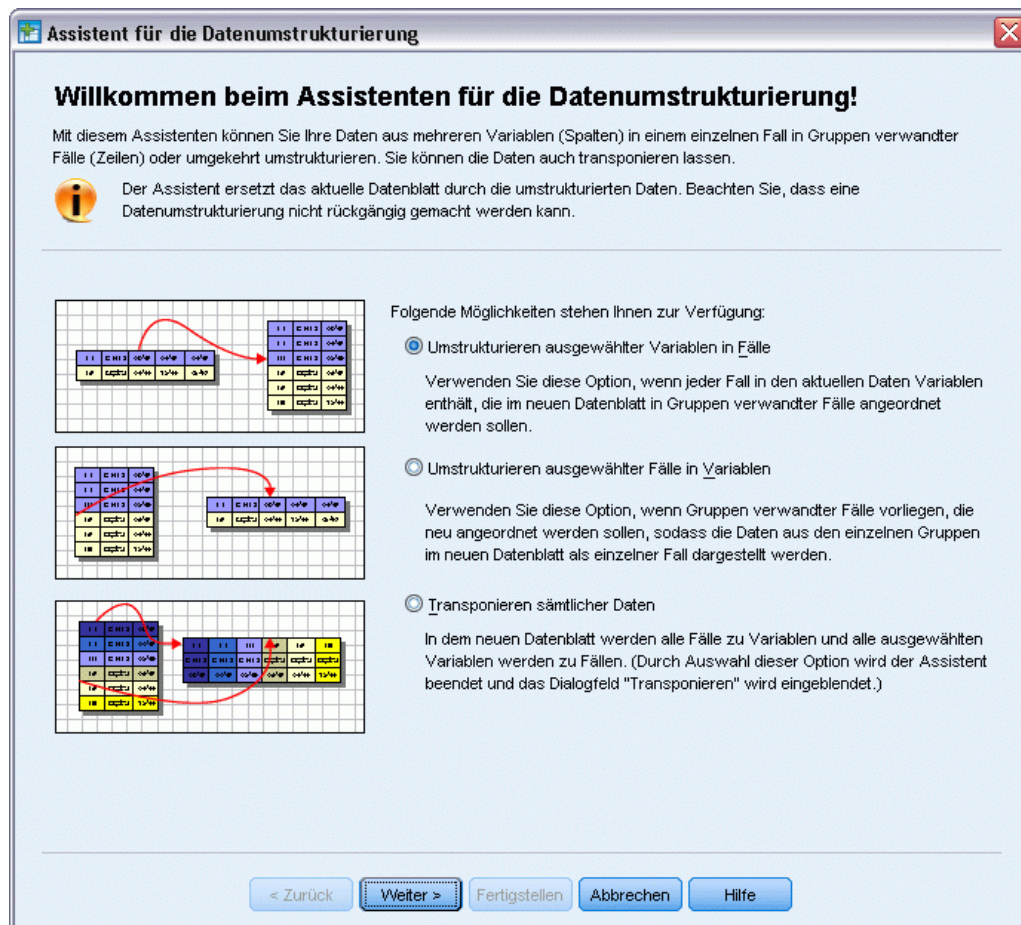 Assistent für die Datenumstrukturierung
Willkommen beim Assistenten für die Datenumstrukturierung!
Mit diesem Assistenten können Sie Ihre Daten aus mehreren Variablen (Spalten) in einem einzelnen Fall in Gruppen verwandter
Fälle (Zeilen) oder umgekehrt umstrukturieren. Sie können die Daten auch transponieren lassen.
Der Assistent ersetzt das aktuelle Datenblatt durch die umstrukturierten Daten. Beachten Sie, dass eine
Datenumstrukturierung nicht rückgängig gemacht werden kann.
Folgende Möglichkeiten stehen Ihnen zur Verfügung:
Umstrukturieren ausgewählter Variablen in Fälle
Verwenden Sie diese Option, wenn jeder Fall in den aktuellen Daten Variablen
enthält, die im neuen Datenblatt in Gruppen verwandter Fälle angeordnet
werden sollen.
Umstrukturieren ausgewählter Fälle in Variablen
Verwenden Sie diese Option, wenn Gruppen verwandter Fälle vorliegen, die
neu angeordnet werden sollen, sodass die Daten aus den einzelnen Gruppen
im neuen Datenblatt als einzelner Fall dargestellt werden.
Transponieren sämtlicher Daten
In dem neuen Datenblatt werden alle Fälle zu Variablen und alle ausgewählten
Variablen werden zu Fällen. (Durch Auswahl dieser Option wird der Assistent
beendet und das Dialogfeld "Transponieren" wird eingeblendet.)
< Zurück Weiter > Fertigstellen Abbrechen Hilfe